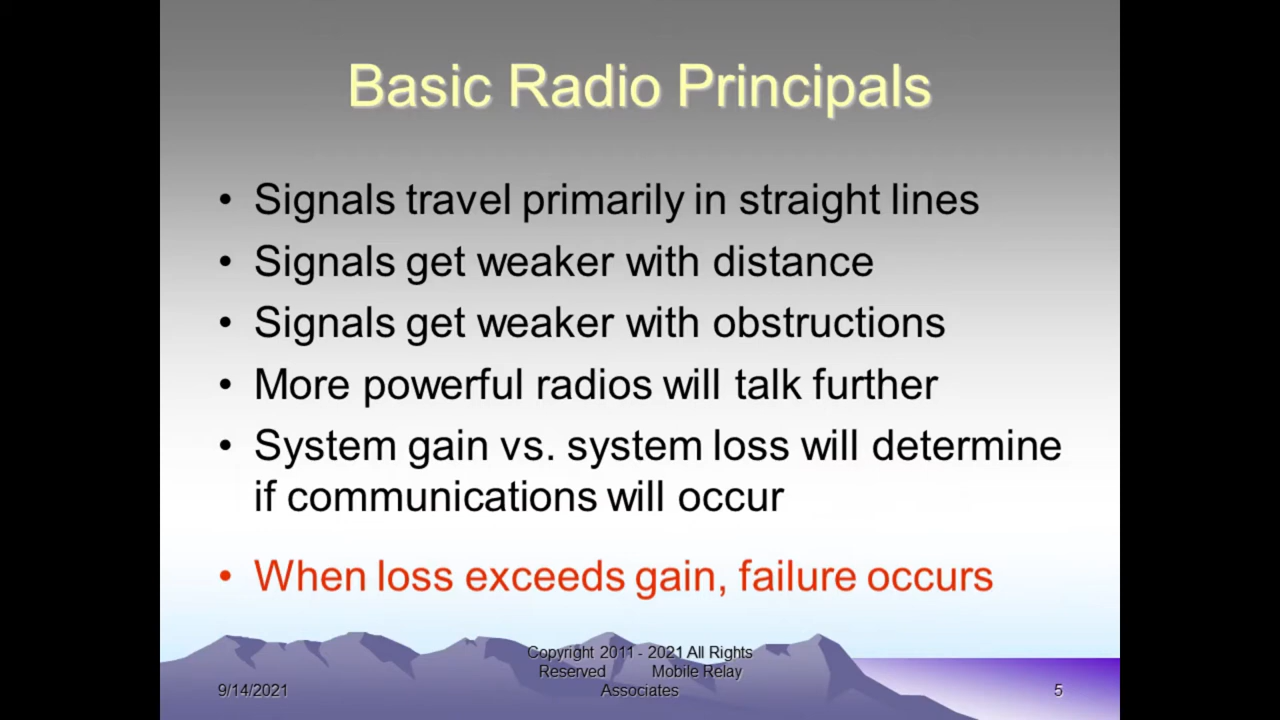 Basic Radio Principals
• Signals travel primarily in straight lines
• Signals get weaker with distance
• Signals get weaker with obstructions
• More powerful radios will talk further
• System gain vs. system loss will determine
if communications will occur
• When loss exceeds gain, failure occurs
9/14/2021
Copyright 2011 - 2021 All Rights
Reserved Mobile Relay
Associates
5